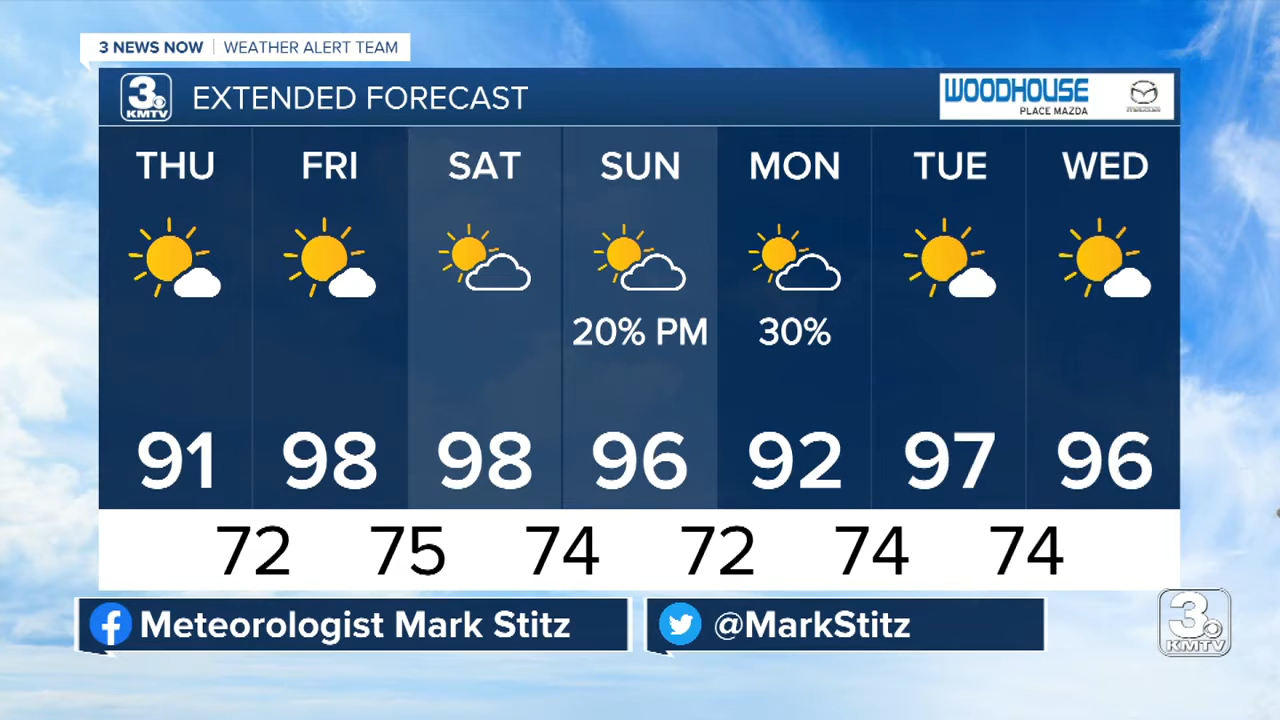 3 NEWS NOW | WEATHER ALERT TEAM
3 KMTV
EXTENDED FORECAST
WOODHOUSE
PLACE MAZDA
THU FRI SAT SUN MON TUE WED
20% PM 30%
91 98 98 96 92 97 96
72 75 74 72 74 74
Meteorologist Mark Stitz
@MarkStitz
3 KMTV